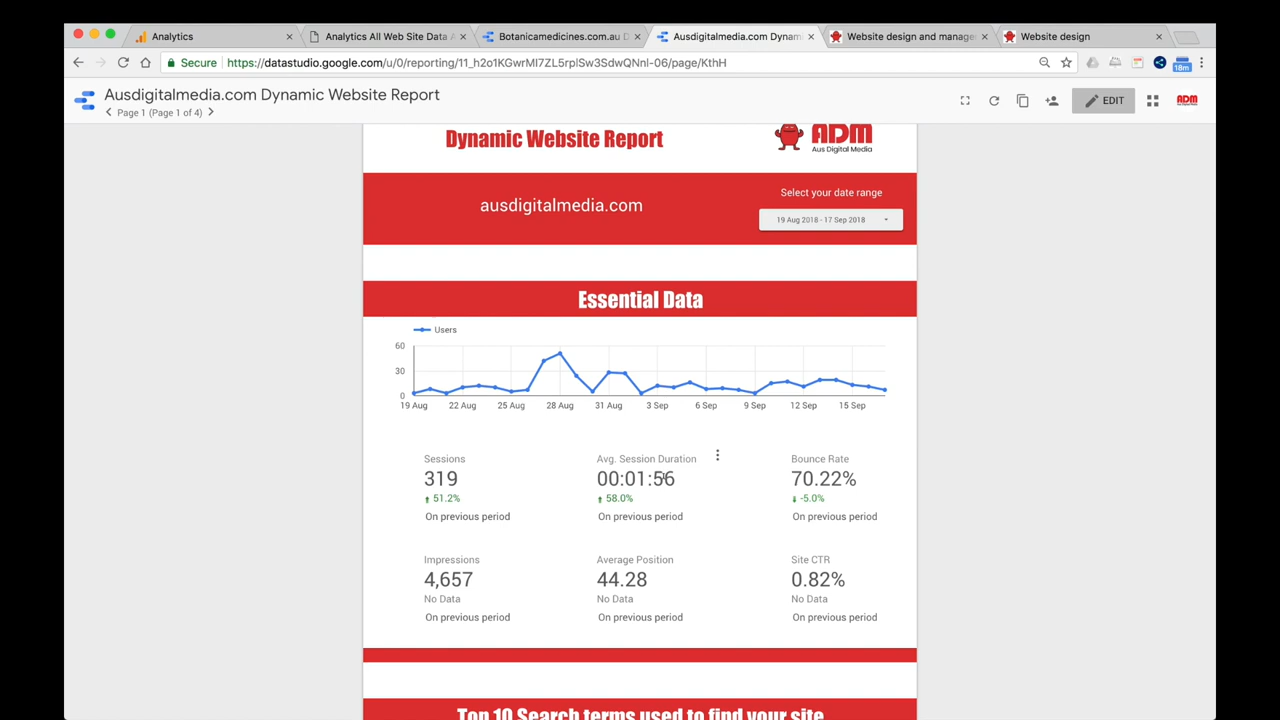 Analytics
Analytics All Web Site Data A
Botanicamedicines.com.au D
Ausdigitalmedia.com Dynam
Website design and manage
Website design
Secure
https://datastudio.google.com/u/0/reporting/11_h2o1KGwrMI7ZL5rplSw3SdwQNnl-06/page/KthH
18m
Ausdigitalmedia.com Dynamic Website Report
Page 1 (Page 1 of 4)
EDIT
ADM
Dynamic Website Report
ADM
Aus Digital Media
ausdigitalmedia.com
Select your date range
19 Aug 2018 - 17 Sep 2018
Essential Data
Users
60
30
0
19 Aug 22 Aug 25 Aug 28 Aug 31 Aug 3 Sep 6 Sep 9 Sep 12 Sep 15 Sep
Sessions
319
51.2%
On previous period
Avg. Session Duration
00:01:56
58.0%
On previous period
Bounce Rate
70.22%
-5.0%
On previous period
Impressions
4,657
No Data
On previous period
Average Position
44.28
No Data
On previous period
Site CTR
0.82%
No Data
On previous period
Top 10 Search terms used to find your site